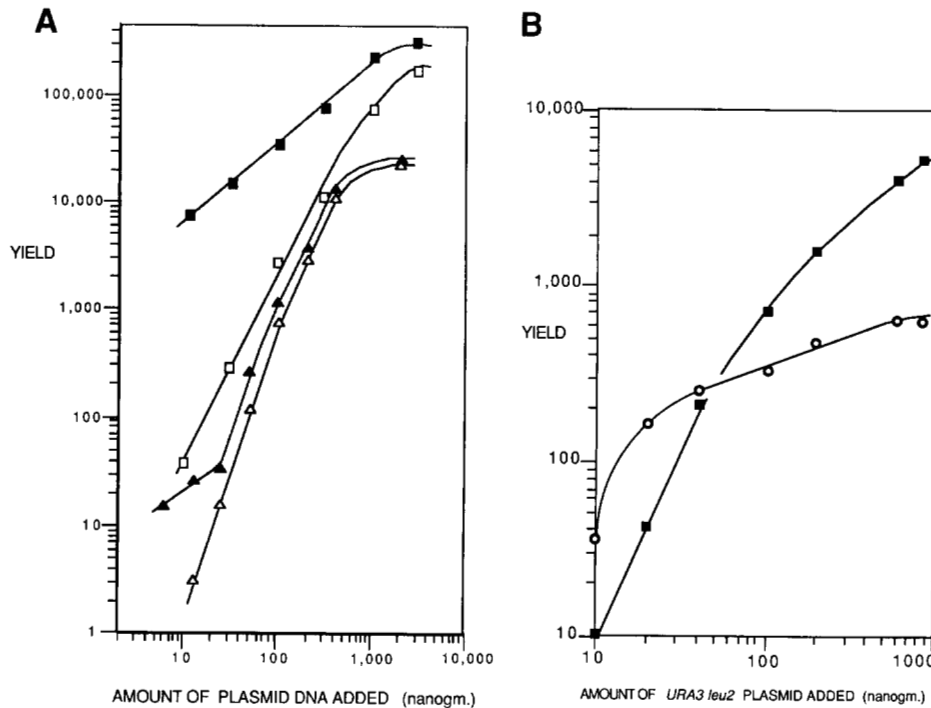 A
100,000
10,000
YIELD
1,000
100
10
1
10
100
1,000
10,000
AMOUNT OF PLASMID DNA ADDED (nanogm.)
B
10,000
1,000
YIELD
100
10
10
100
1000
AMOUNT OF URA3 leu2 PLASMID ADDED (nanogm.)